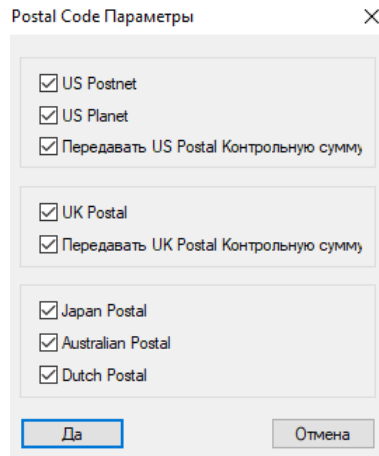 Postal Code Параметры
US Postnet
US Planet
Передавать US Postal Контрольную сумму
UK Postal
Передавать UK Postal Контрольную сумму
Japan Postal
Australian Postal
Dutch Postal
Да Отмена